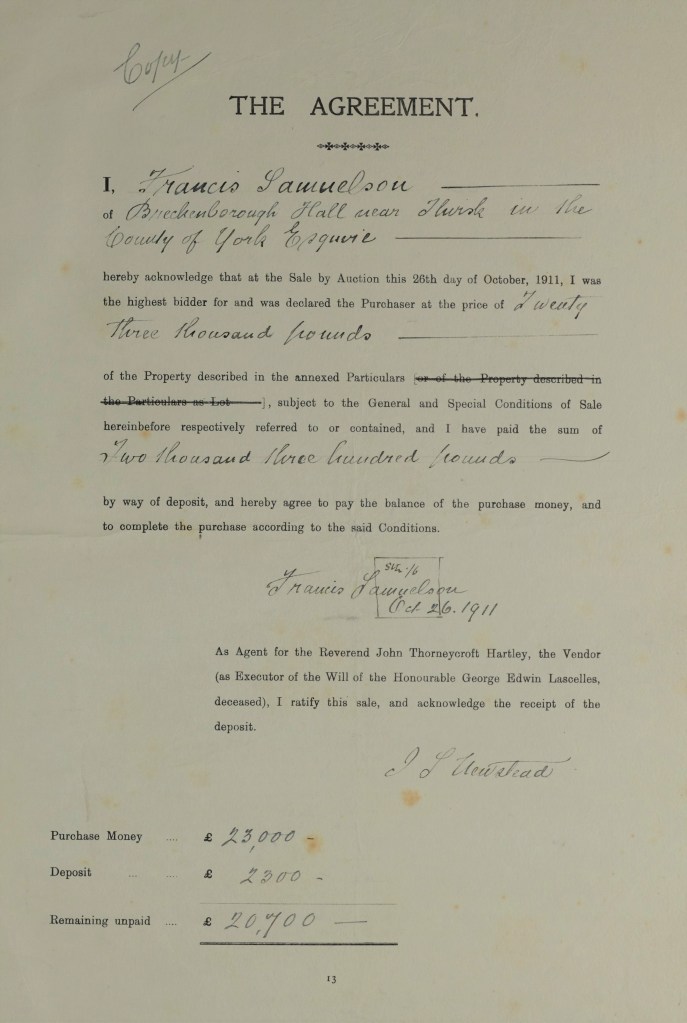 Copy
THE AGREEMENT.
I, Francis Samuelson
of Breckenborough Hall near Thirsk in the
County of York Esquire
hereby acknowledge that at the Sale by Auction this 26th day of October, 1911, I was
the highest bidder for and was declared the Purchaser at the price of Twenty
three thousand pounds
of the Property described in the annexed Particulars [or of the Property described in
the Particulars as Lot ], subject to the General and Special Conditions of Sale
hereinbefore respectively referred to or contained, and I have paid the sum of
Two thousand three hundred pounds
by way of deposit, and hereby agree to pay the balance of the purchase money, and
to complete the purchase according to the said Conditions.
Francis Samuelson
Oct 26. 1911
As Agent for the Reverend John Thorneycroft Hartley, the Vendor
(as Executor of the Will of the Honourable George Edwin Lascelles,
deceased), I ratify this sale, and acknowledge the receipt of the
deposit.
J L Newstead
Purchase Money .... £ 23,000 -
Deposit .... .... £ 2300 -
Remaining unpaid .... £ 20,700 —
13